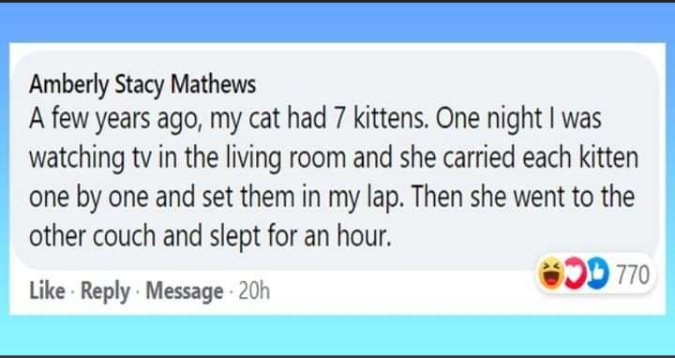 Amberly Stacy Mathews
A few years ago, my cat had 7 kittens. One night I was
watching tv in the living room and she carried each kitten
one by one and set them in my lap. Then she went to the
other couch and slept for an hour.
770
Like · Reply · Message · 20h